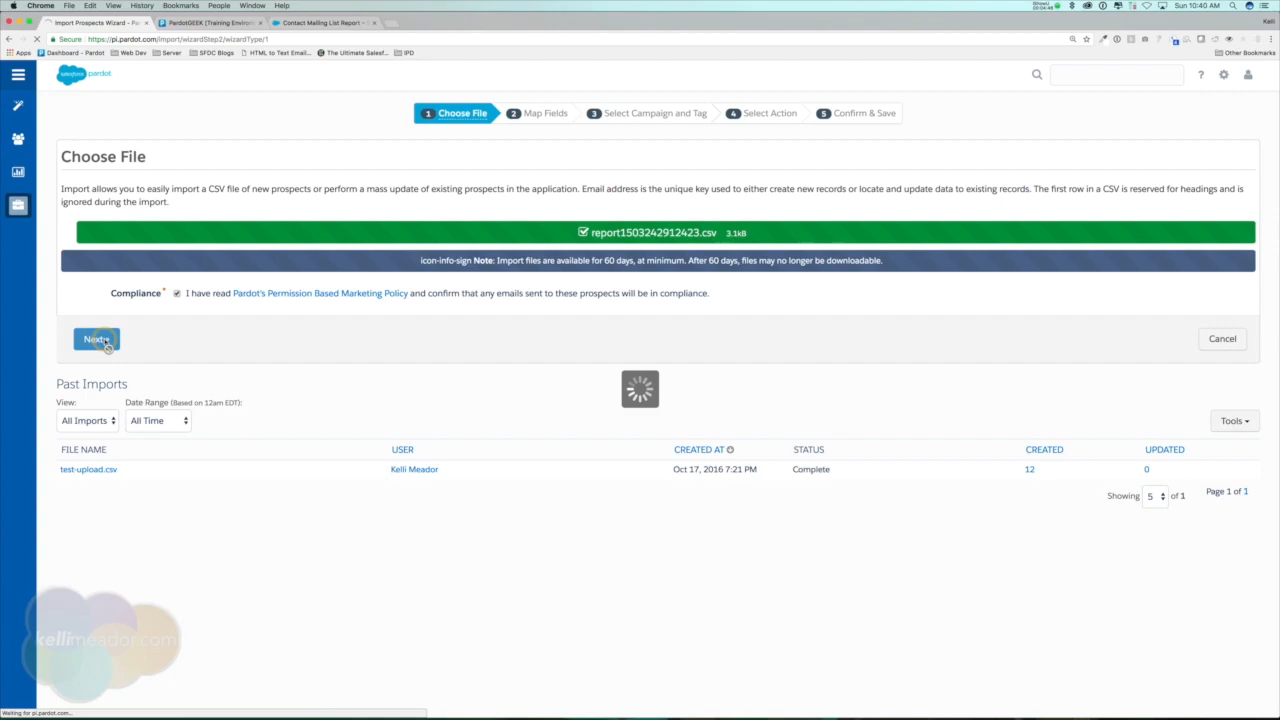 Chrome File Edit View History Bookmarks People Window Help
Sun 10:40 AM
Import Prospects Wizard - Par
PardotGEEK (Training Environ
Contact Mailing List Report ~ S
Kelli
Secure https://pi.pardot.com/import/wizardStep2/wizardType/1
Apps Dashboard - Pardot Web Dev Server SFDC Blogs HTML to Text Email... The Ultimate Salesf... IPD Other Bookmarks
salesforce pardot
?
1 Choose File 2 Map Fields 3 Select Campaign and Tag 4 Select Action 5 Confirm & Save
Choose File
Import allows you to easily import a CSV file of new prospects or perform a mass update of existing prospects in the application. Email address is the unique key used to either create new records or locate and update data to existing records. The first row in a CSV is reserved for headings and is
ignored during the import.
report1503242912423.csv 3.1kB
icon-info-sign Note: Import files are available for 60 days, at minimum. After 60 days, files may no longer be downloadable.
Compliance * I have read Pardot's Permission Based Marketing Policy and confirm that any emails sent to these prospects will be in compliance.
Next
Cancel
Past Imports
View: Date Range (Based on 12am EDT):
All Imports All Time Tools
FILE NAME USER CREATED AT STATUS CREATED UPDATED
test-upload.csv Kelli Meador Oct 17, 2016 7:21 PM Complete 12 0
Showing 5 of 1 Page 1 of 1
kellimeador.com
Waiting for pi.pardot.com...